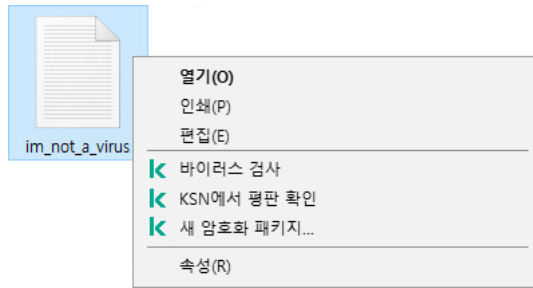 im_not_a_virus
열기(O)
인쇄(P)
편집(E)
바이러스 검사
KSN에서 평판 확인
새 암호화 패키지...
속성(R)